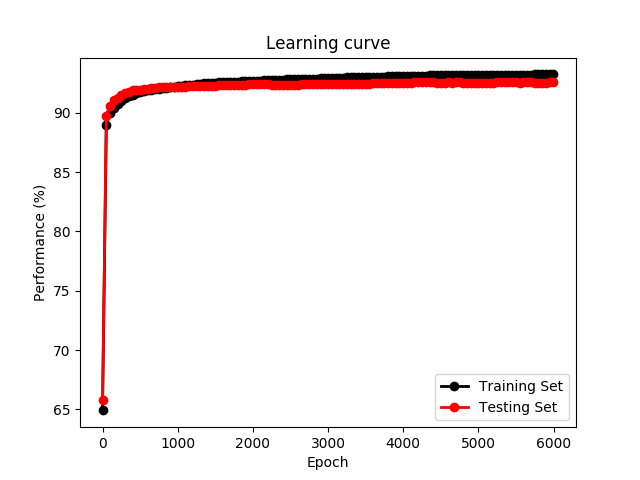 Learning curve
Performance (%)
90
85
80
75
70
65
0 1000 2000 3000 4000 5000 6000
Epoch
Training Set
Testing Set